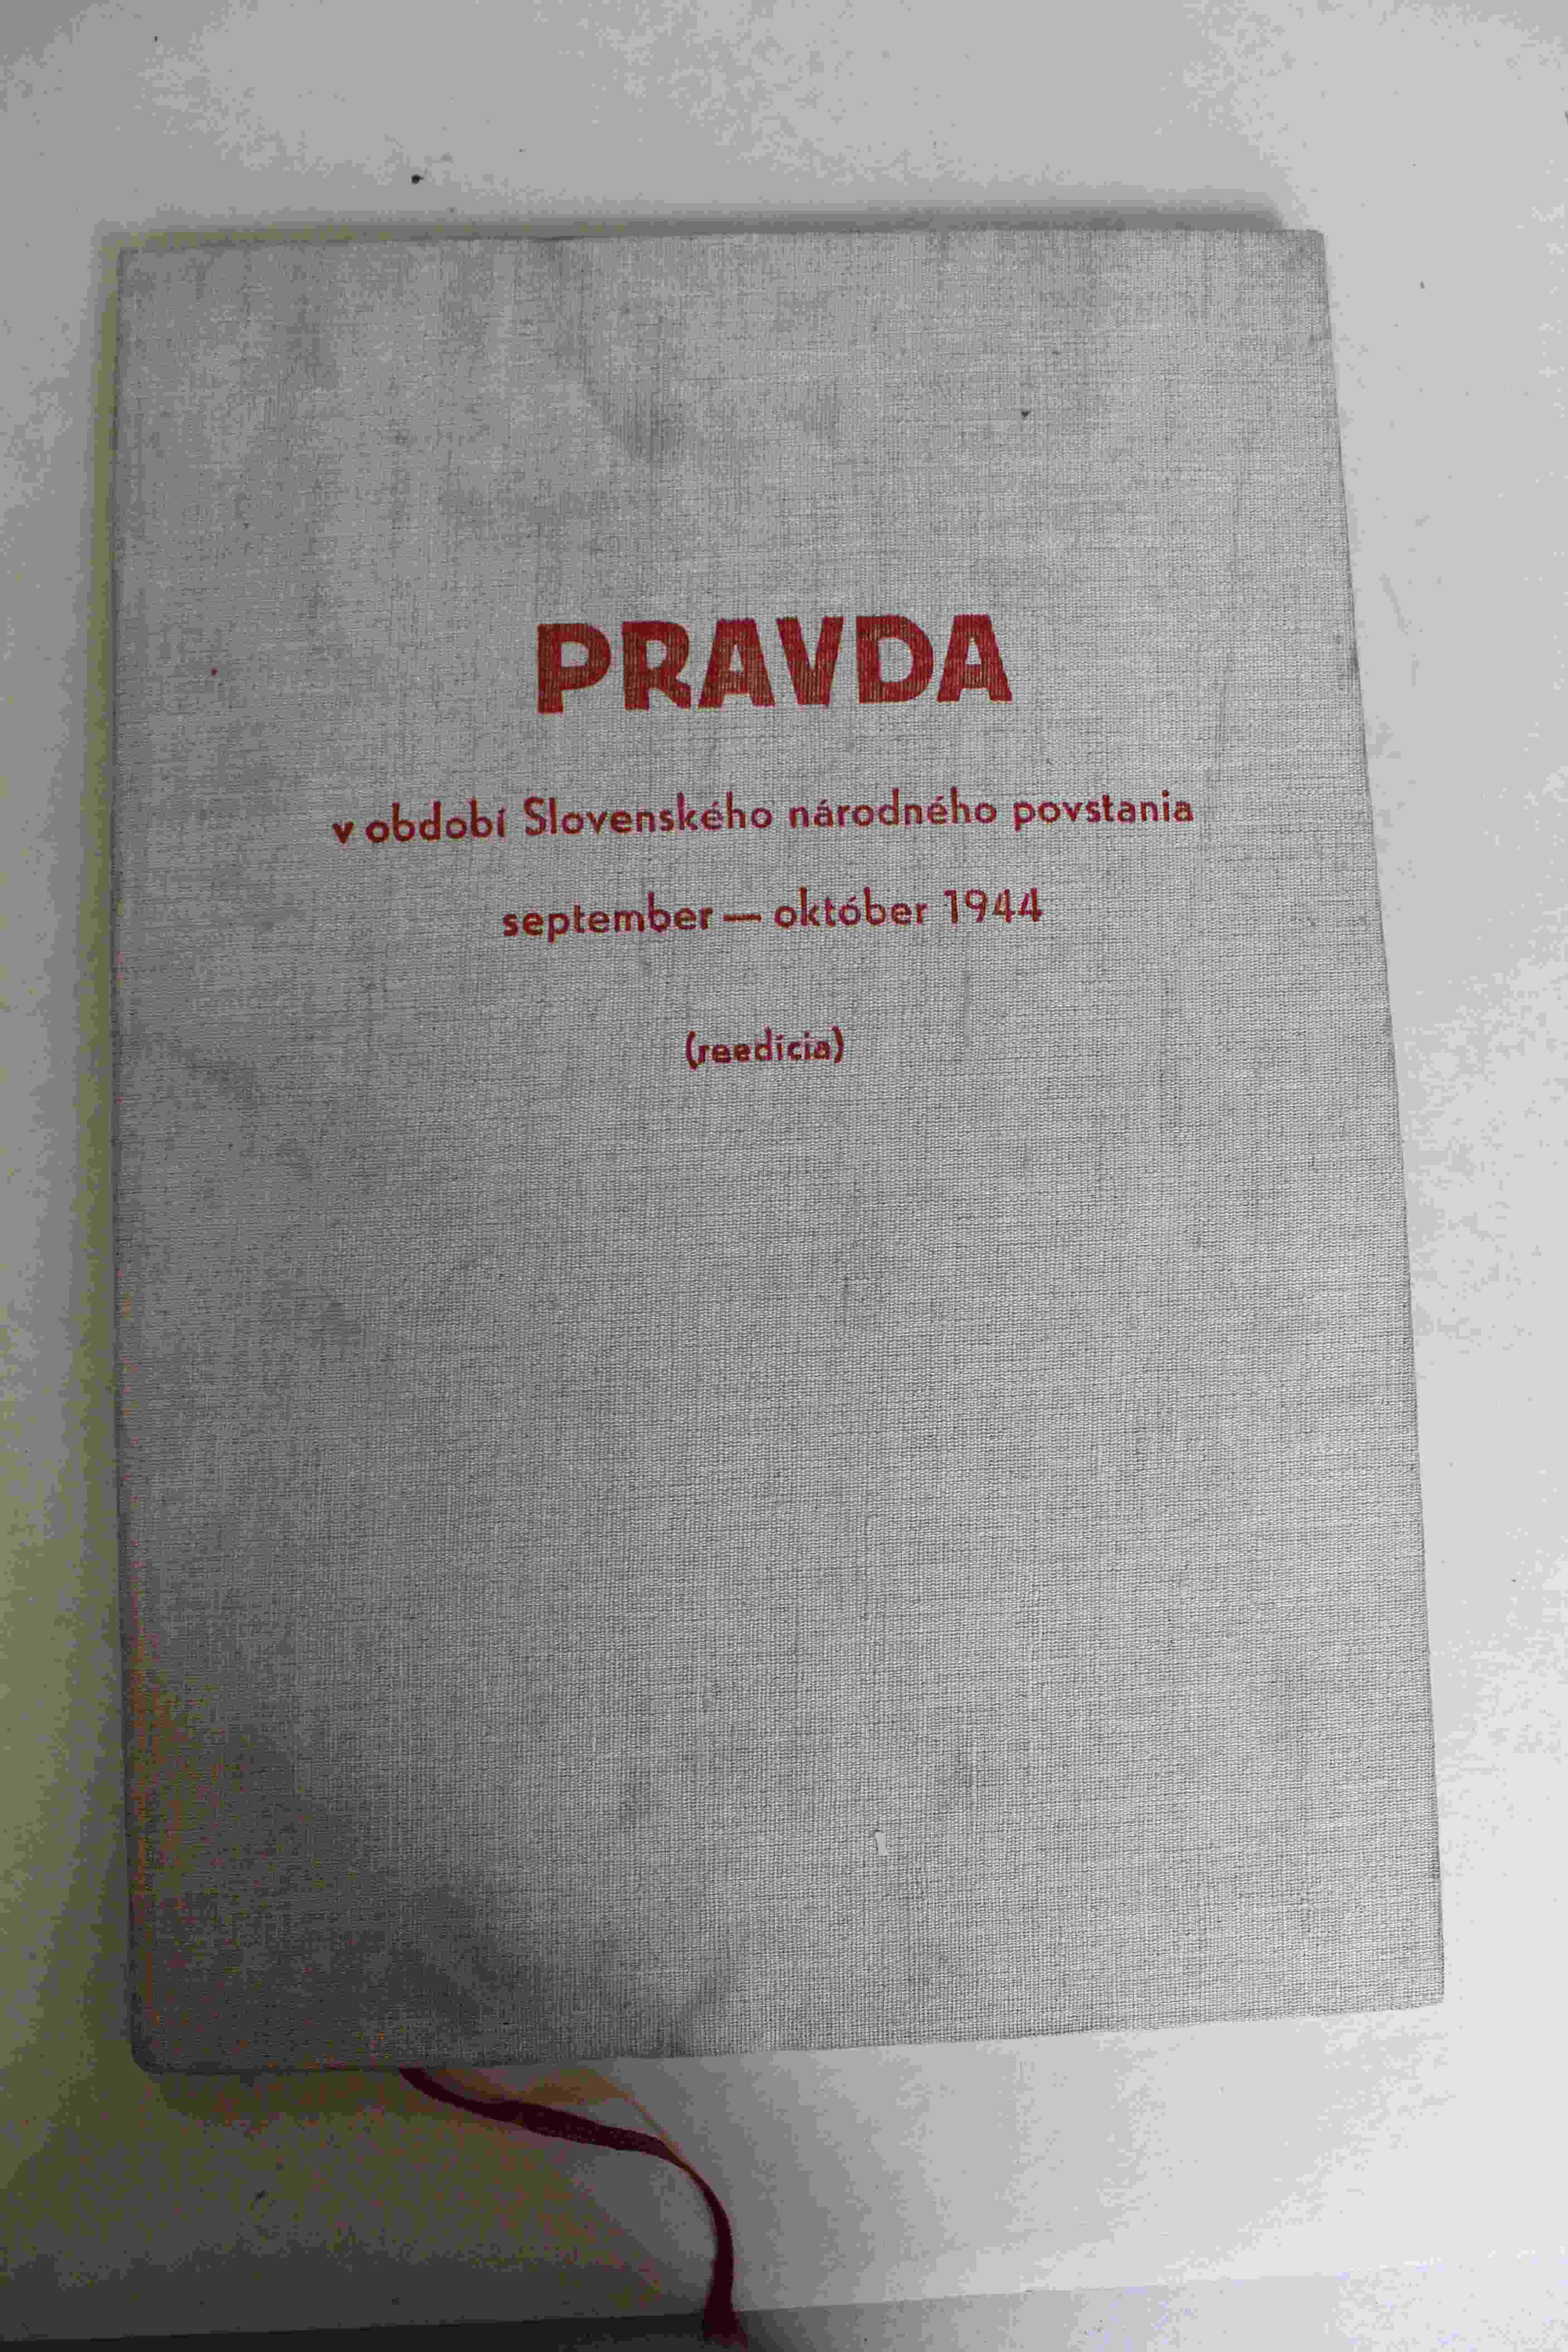 PRAVDA
v období Slovenského národného povstania
september — október 1944
(reedícia)